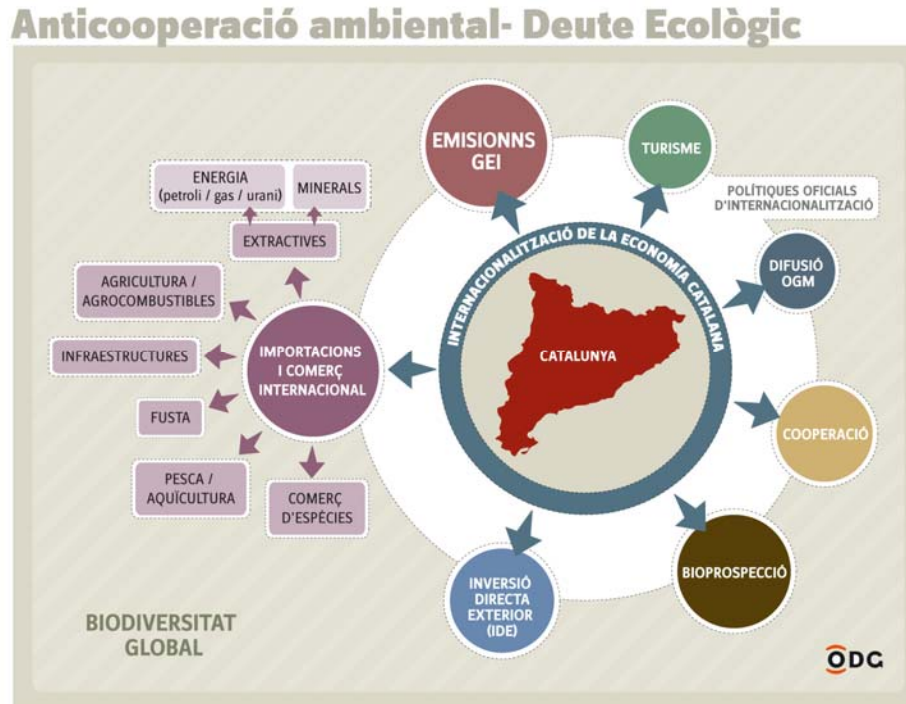 Anticooperació ambiental- Deute Ecològic
EMISIONNS
GEI
TURISME
ENERGIA
(petroli / gas / urani)
MINERALS
POLÍTIQUES OFICIALS
D'INTERNACIONALITZACIÓ
EXTRACTIVES
INTERNACIONALITZACIÓ DE LA ECONOMÍA CATALANA
DIFUSIÓ
OGM
AGRICULTURA /
AGROCOMBUSTIBLES
INFRAESTRUCTURES
IMPORTACIONS
I COMERÇ
INTERNACIONAL
CATALUNYA
FUSTA
COOPERACIÓ
PESCA /
AQUÏCULTURA
COMERÇ
D'ESPÈCIES
INVERSIÓ
DIRECTA
EXTERIOR
(IDE)
BIOPROSPECCIÓ
BIODIVERSITAT
GLOBAL
ODG